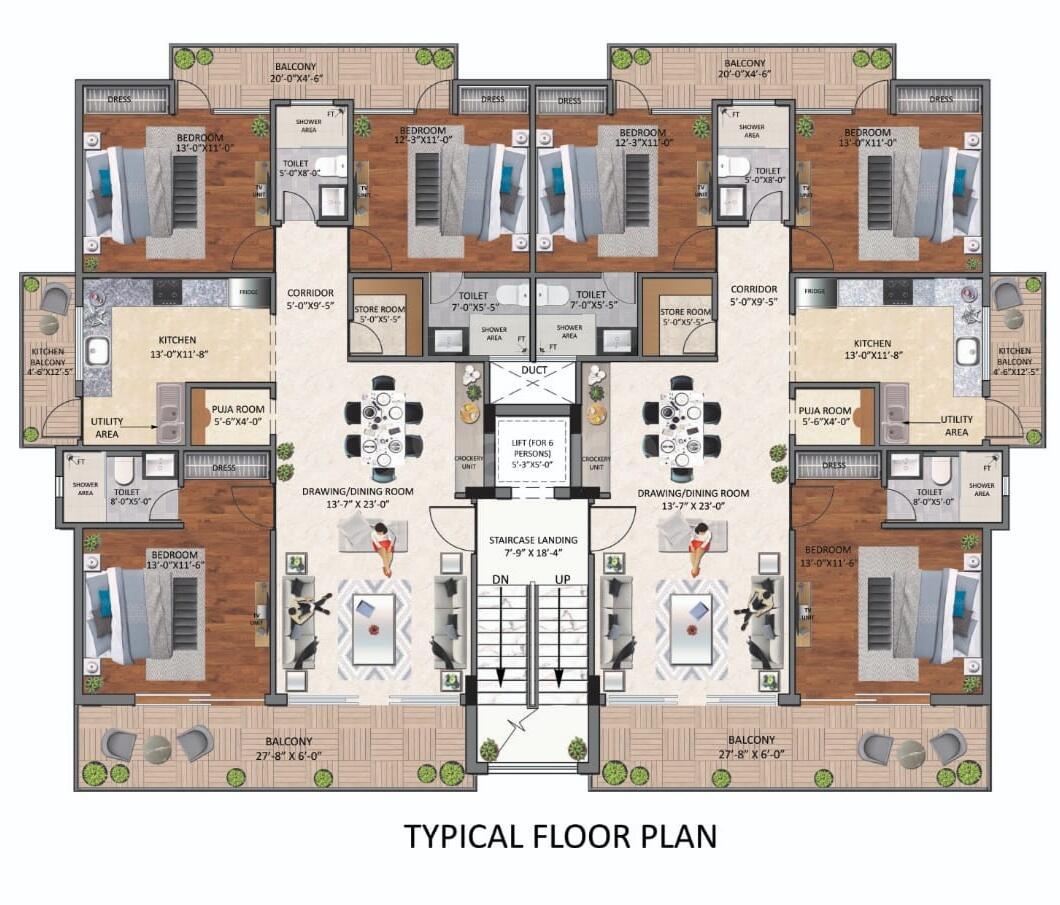 BALCONY
20'-0"X4'-6"
BALCONY
20'-0"X4'-6"
DRESS
DRESS
DRESS
DRESS
FT
SHOWER
AREA
FT
SHOWER
AREA
BEDROOM
13'-0"X11'-0"
BEDROOM
12'-3"X11'-0"
BEDROOM
12'-3"X11'-0"
BEDROOM
13'-0"X11'-0"
TOILET
5'-0"X8'-0"
TOILET
5'-0"X8'-0"
TV
UNIT
TV
UNIT
TV
UNIT
TV
UNIT
CORRIDOR
5'-0"X9'-5"
CORRIDOR
5'-0"X9'-5"
FRIDGE
FRIDGE
TOILET
7'-0"X5'-5"
TOILET
7'-0"X5'-5"
STORE ROOM
5'-0"X5'-5"
STORE ROOM
5'-0"X5'-5"
SHOWER
AREA
FT
SHOWER
AREA
FT
KITCHEN
13'-0"X11'-8"
KITCHEN
13'-0"X11'-8"
KITCHEN
BALCONY
4'-6"X12'-5"
KITCHEN
BALCONY
4'-6"X12'-5"
DUCT
PUJA ROOM
5'-6"X4'-0"
PUJA ROOM
5'-6"X4'-0"
UTILITY
AREA
UTILITY
AREA
LIFT (FOR 6
PERSONS)
5'-3"X5'-0"
CROCKERY
UNIT
CROCKERY
UNIT
FT
SHOWER
AREA
TOILET
8'-0"X5'-0"
DRESS
DRESS
TOILET
8'-0"X5'-0"
FT
SHOWER
AREA
DRAWING/DINING ROOM
13'-7" X 23'-0"
DRAWING/DINING ROOM
13'-7" X 23'-0"
STAIRCASE LANDING
7'-9" X 18'-4"
BEDROOM
13'-0"X11'-6"
BEDROOM
13'-0"X11'-6"
DN
UP
TV
UNIT
TV
UNIT
BALCONY
27'-8" X 6'-0"
BALCONY
27'-8" X 6'-0"
TYPICAL FLOOR PLAN